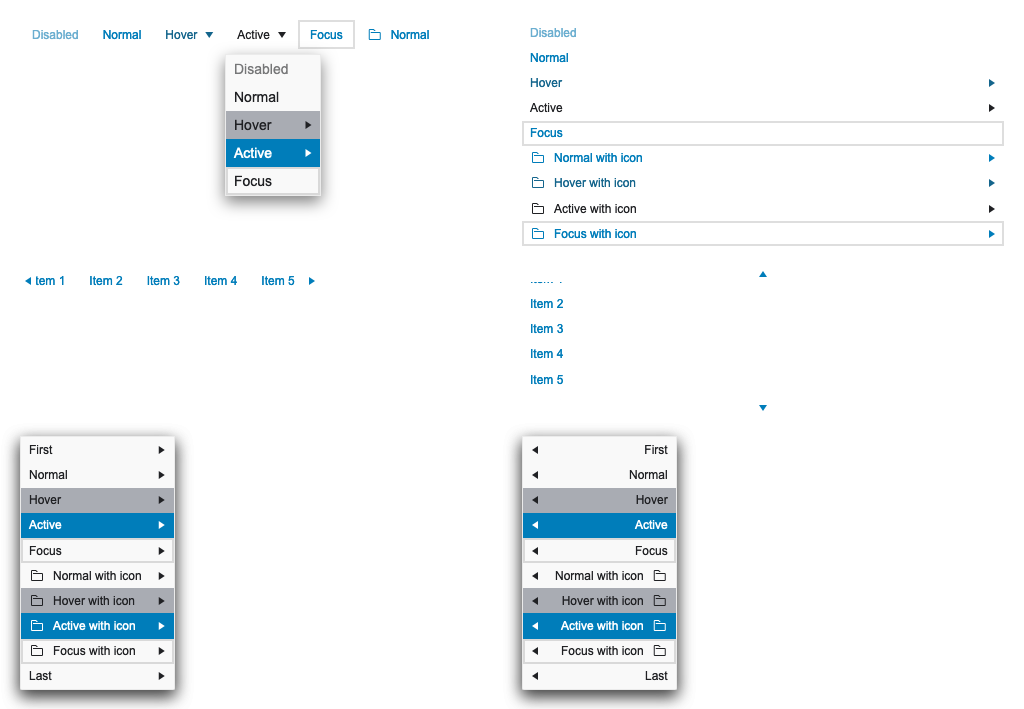 Disabled Normal Hover Active Focus Normal
Disabled
Normal
Hover
Active
Focus
Disabled
Normal
Hover
Active
Focus
Normal with icon
Hover with icon
Active with icon
Focus with icon
tem 1 Item 2 Item 3 Item 4 Item 5
Item 2
Item 3
Item 4
Item 5
First
Normal
Hover
Active
Focus
Normal with icon
Hover with icon
Active with icon
Focus with icon
Last
First
Normal
Hover
Active
Focus
Normal with icon
Hover with icon
Active with icon
Focus with icon
Last